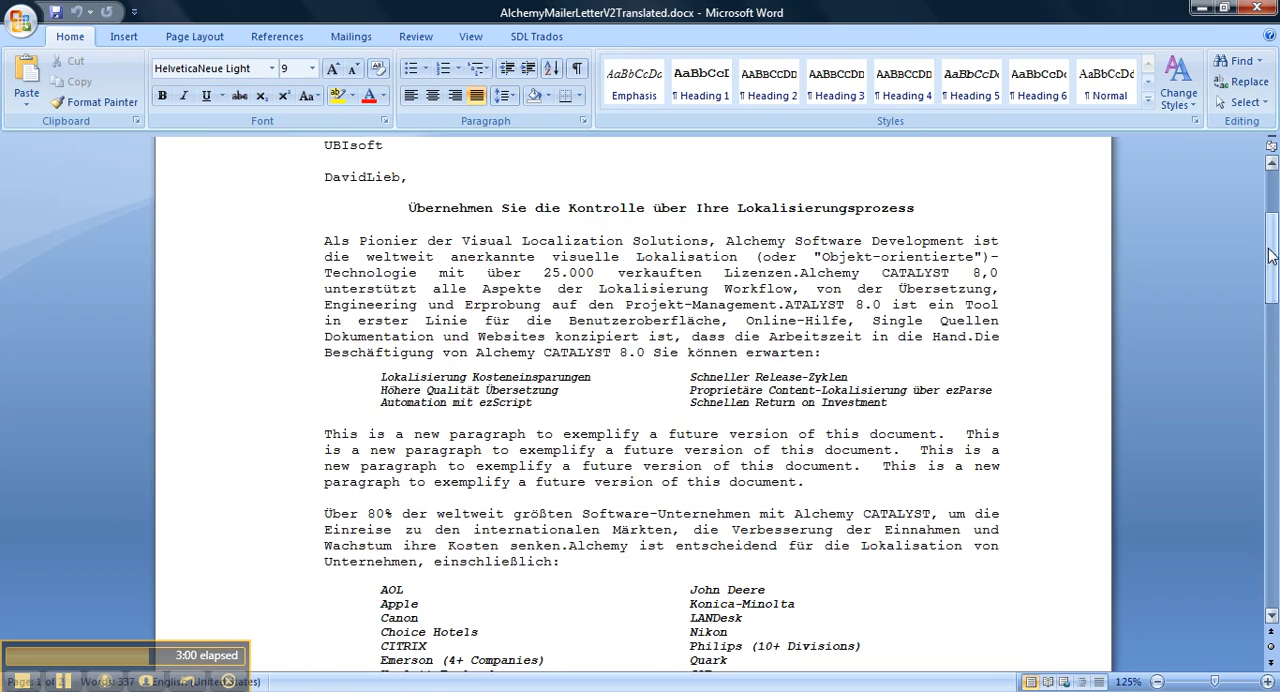 AlchemyMailerLetterV2Translated.docx - Microsoft Word
Home Insert Page Layout References Mailings Review View SDL Trados
Paste
Cut
Copy
Format Painter
Clipboard
HelveticaNeue Light 9
Font
Paragraph
AaBbCcDc AaBbCcI AABBCCDD AABBCCDD AABBCCDD AaBbCcDd AaBbCcDd AaBbCcDd
Emphasis ¶ Heading 1 ¶ Heading 2 ¶ Heading 3 ¶ Heading 4 ¶ Heading 5 ¶ Heading 6 ¶ Normal
Change Styles
Styles
Find
Replace
Select
Editing
UBIsoft
DavidLieb,
Übernehmen Sie die Kontrolle über Ihre Lokalisierungsprozess
Als Pionier der Visual Localization Solutions, Alchemy Software Development ist
die weltweit anerkannte visuelle Lokalisation (oder "Objekt-orientierte")-
Technologie mit über 25.000 verkauften Lizenzen.Alchemy CATALYST 8,0
unterstützt alle Aspekte der Lokalisierung Workflow, von der Übersetzung,
Engineering und Erprobung auf den Projekt-Management.ATALYST 8.0 ist ein Tool
in erster Linie für die Benutzeroberfläche, Online-Hilfe, Single Quellen
Dokumentation und Websites konzipiert ist, dass die Arbeitszeit in die Hand.Die
Beschäftigung von Alchemy CATALYST 8.0 Sie können erwarten:
Lokalisierung Kosteneinsparungen Schneller Release-Zyklen
Höhere Qualität Übersetzung Proprietäre Content-Lokalisierung über ezParse
Automation mit ezScript Schnellen Return on Investment
This is a new paragraph to exemplify a future version of this document. This
is a new paragraph to exemplify a future version of this document. This is a
new paragraph to exemplify a future version of this document. This is a new
paragraph to exemplify a future version of this document.
Über 80% der weltweit größten Software-Unternehmen mit Alchemy CATALYST, um die
Einreise zu den internationalen Märkten, die Verbesserung der Einnahmen und
Wachstum ihre Kosten senken.Alchemy ist entscheidend für die Lokalisation von
Unternehmen, einschließlich:
AOL John Deere
Apple Konica-Minolta
Canon LANDesk
Choice Hotels Nikon
CITRIX Philips (10+ Divisions)
Emerson (4+ Companies) Quark
3:00 elapsed
Page: 1 of 2 Words: 337 English (United States) 125%